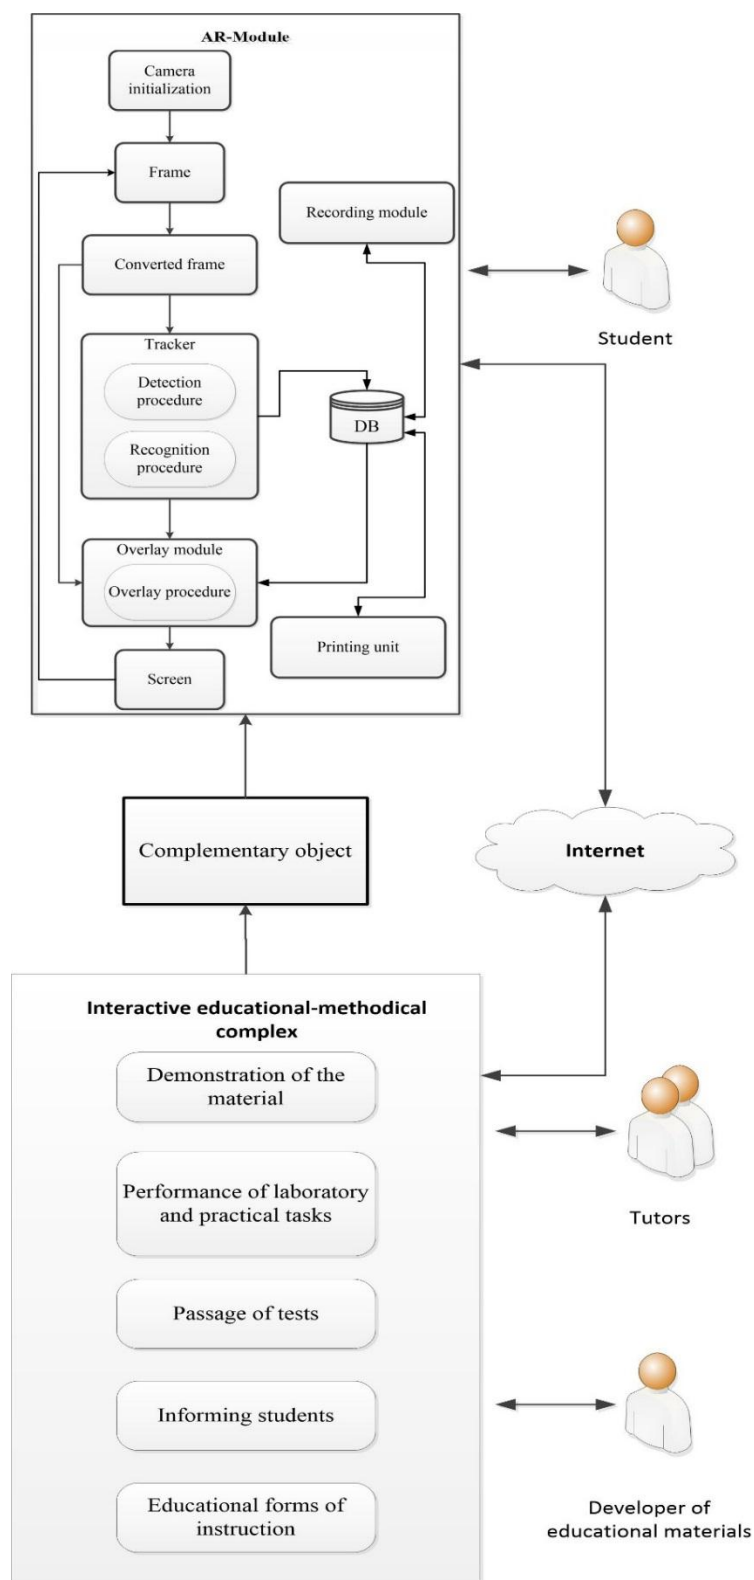 AR-Module
Camera
initialization
Frame
Recording module
Converted frame
Student
Tracker
Detection
procedure
DB
Recognition
procedure
Overlay module
Overlay procedure
Printing unit
Screen
Complementary object
Internet
Interactive educational-methodical
complex
Demonstration of the
material
Performance of laboratory
and practical tasks
Tutors
Passage of tests
Informing students
Educational forms of
instruction
Developer of
educational materials